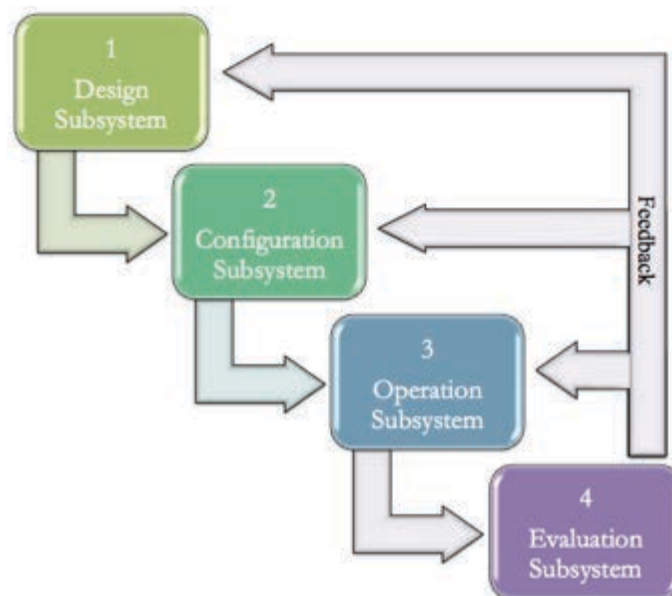 1
Design
Subsystem
2
Configuration
Subsystem
3
Operation
Subsystem
4
Evaluation
Subsystem
Feedback